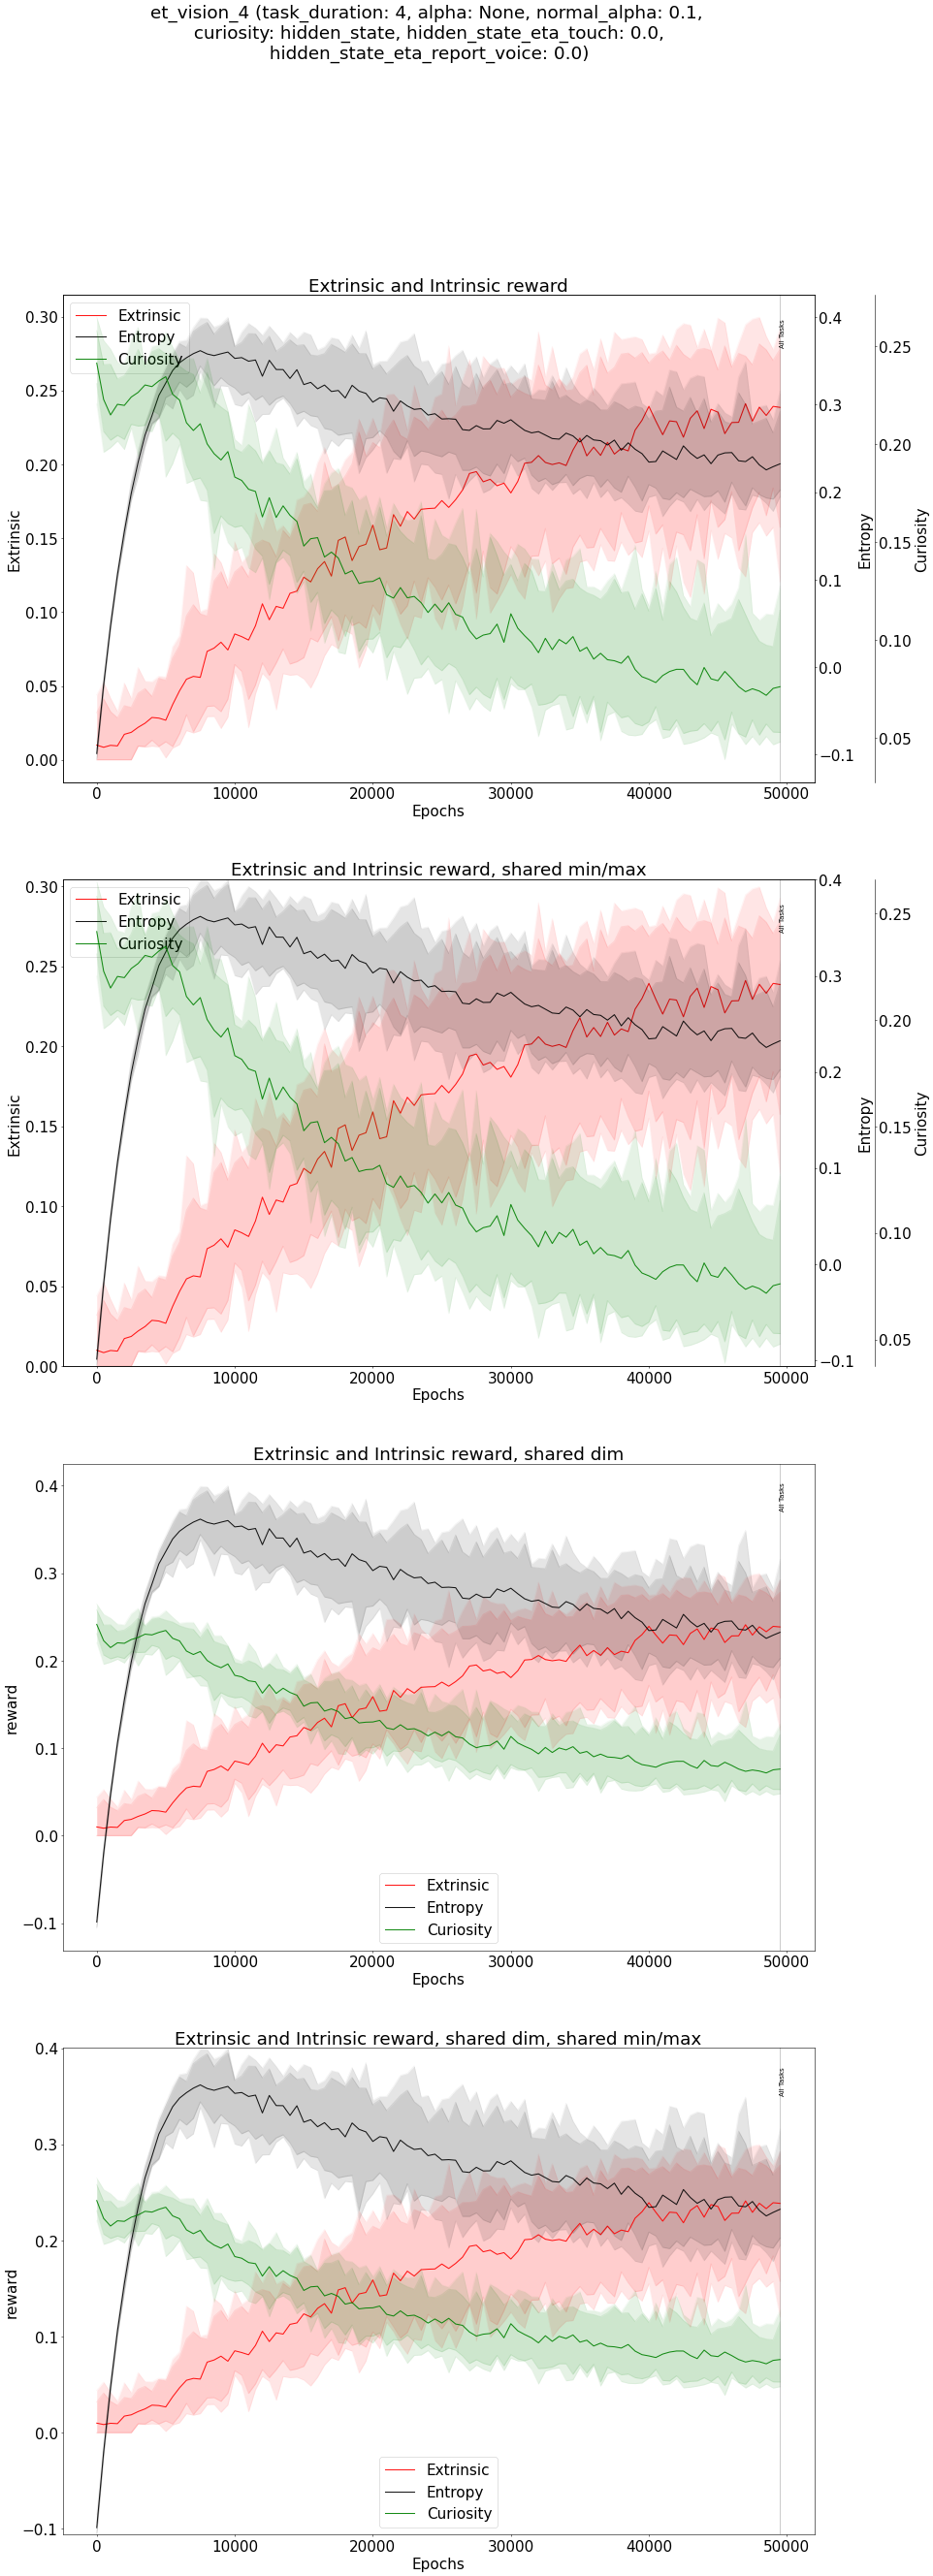 et_vision_4 (task_duration: 4, alpha: None, normal_alpha: 0.1,
curiosity: hidden_state, hidden_state_eta_touch: 0.0,
hidden_state_eta_report_voice: 0.0)
Extrinsic and Intrinsic reward
Extrinsic
Entropy
Curiosity
All Tasks
0.30
0.25
0.20
0.15
0.10
0.05
0.00
Extrinsic
0.4
0.3
0.2
0.1
0.0
−0.1
Entropy
0.25
0.20
0.15
0.10
0.05
Curiosity
0 10000 20000 30000 40000 50000
Epochs
Extrinsic and Intrinsic reward, shared min/max
Extrinsic
Entropy
Curiosity
All Tasks
0.30
0.25
0.20
0.15
0.10
0.05
0.00
Extrinsic
0.4
0.3
0.2
0.1
0.0
−0.1
Entropy
0.25
0.20
0.15
0.10
0.05
Curiosity
0 10000 20000 30000 40000 50000
Epochs
Extrinsic and Intrinsic reward, shared dim
All Tasks
0.4
0.3
0.2
0.1
0.0
−0.1
reward
Extrinsic
Entropy
Curiosity
0 10000 20000 30000 40000 50000
Epochs
Extrinsic and Intrinsic reward, shared dim, shared min/max
All Tasks
0.4
0.3
0.2
0.1
0.0
−0.1
reward
Extrinsic
Entropy
Curiosity
0 10000 20000 30000 40000 50000
Epochs